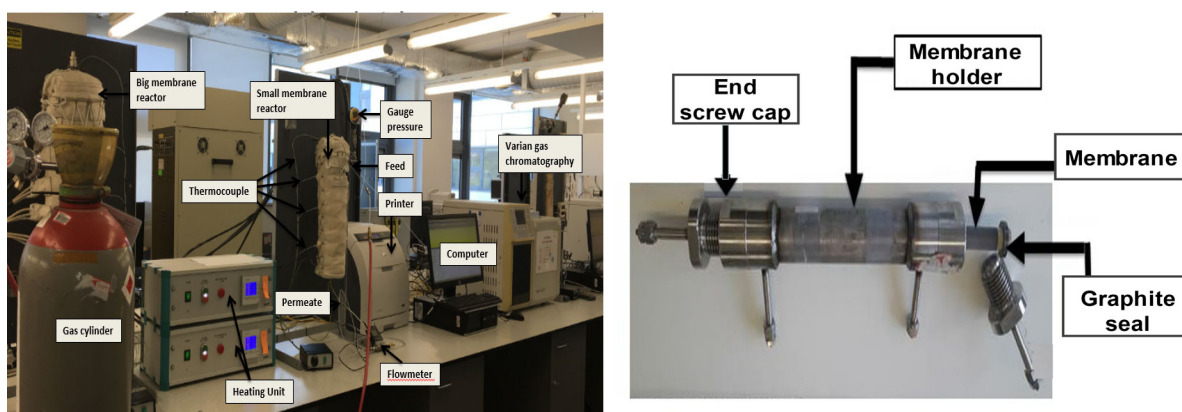 Big membrane
reactor
Small membrane
reactor
Gauge
pressure
Varian gas
chromatography
Feed
Thermocouple
Printer
Computer
Permeate
Gas cylinder
Heating Unit
Flowmeter
Membrane
holder
End
screw cap
Membrane
Graphite
seal